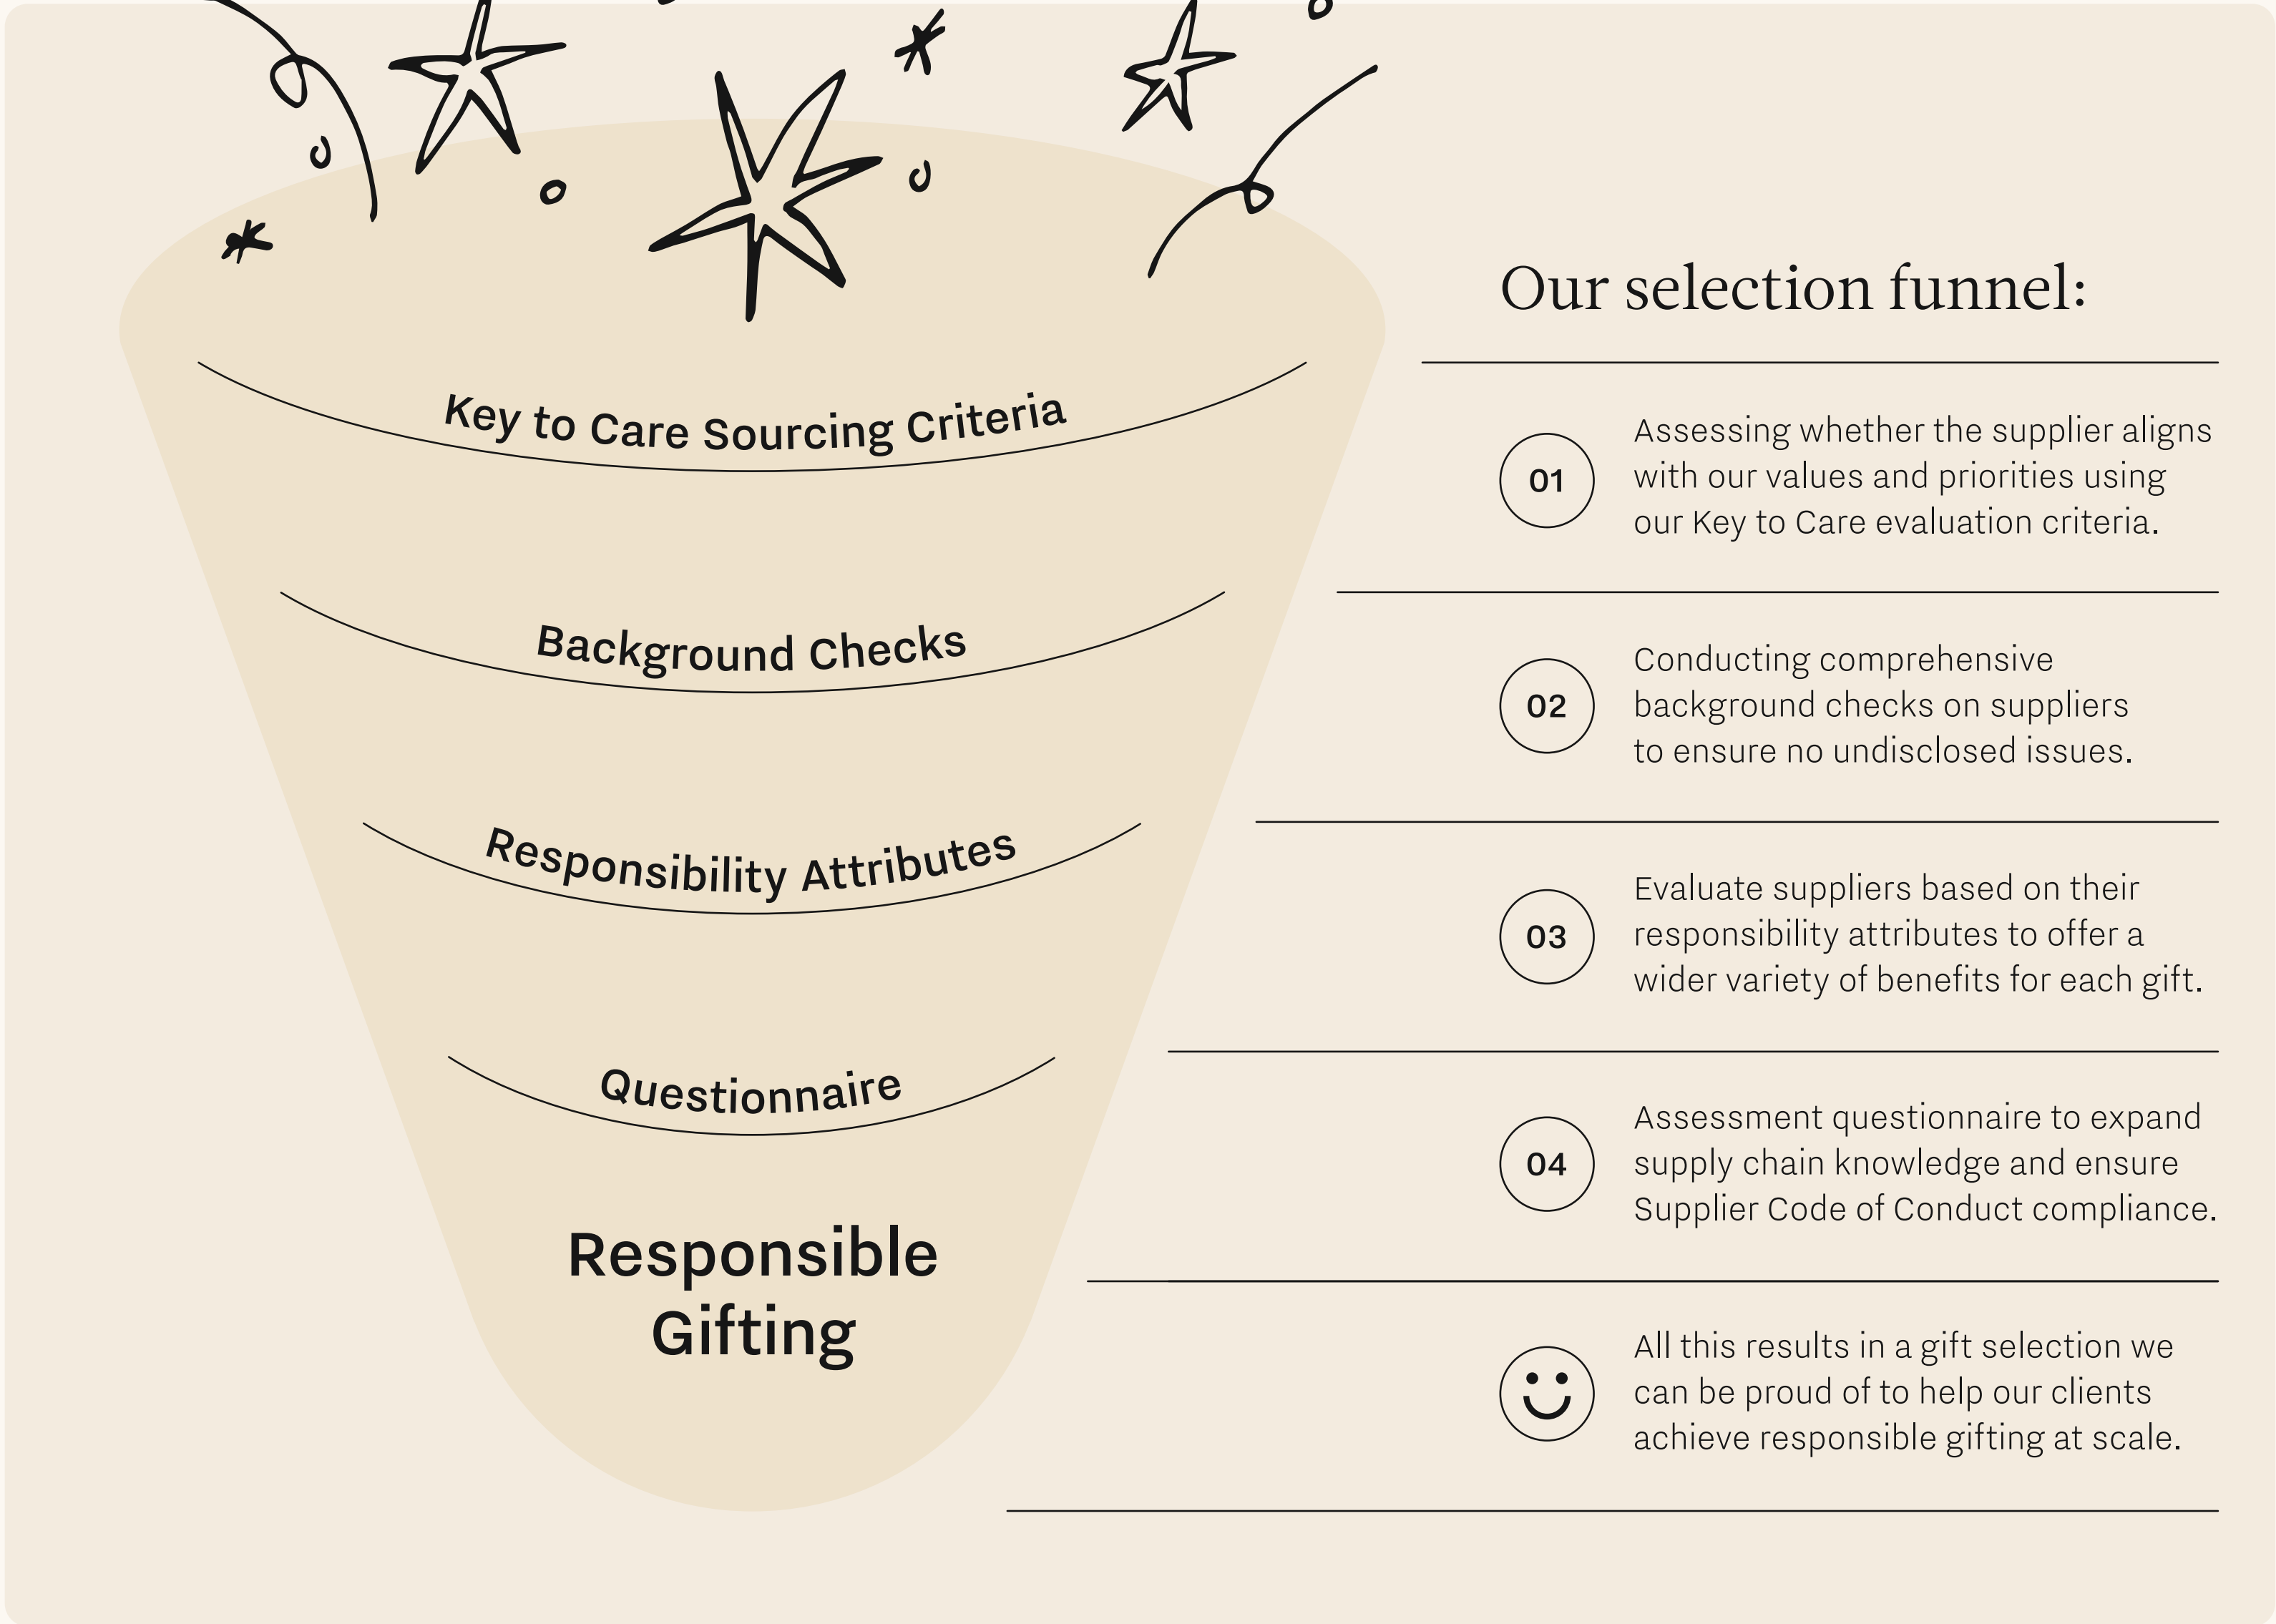 Key to Care Sourcing Criteria
Background Checks
Responsibility Attributes
Questionnaire
Responsible
Gifting
Our selection funnel:
01
Assessing whether the supplier aligns
with our values and priorities using
our Key to Care evaluation criteria.
02
Conducting comprehensive
background checks on suppliers
to ensure no undisclosed issues.
03
Evaluate suppliers based on their
responsibility attributes to offer a
wider variety of benefits for each gift.
04
Assessment questionnaire to expand
supply chain knowledge and ensure
Supplier Code of Conduct compliance.
All this results in a gift selection we
can be proud of to help our clients
achieve responsible gifting at scale.